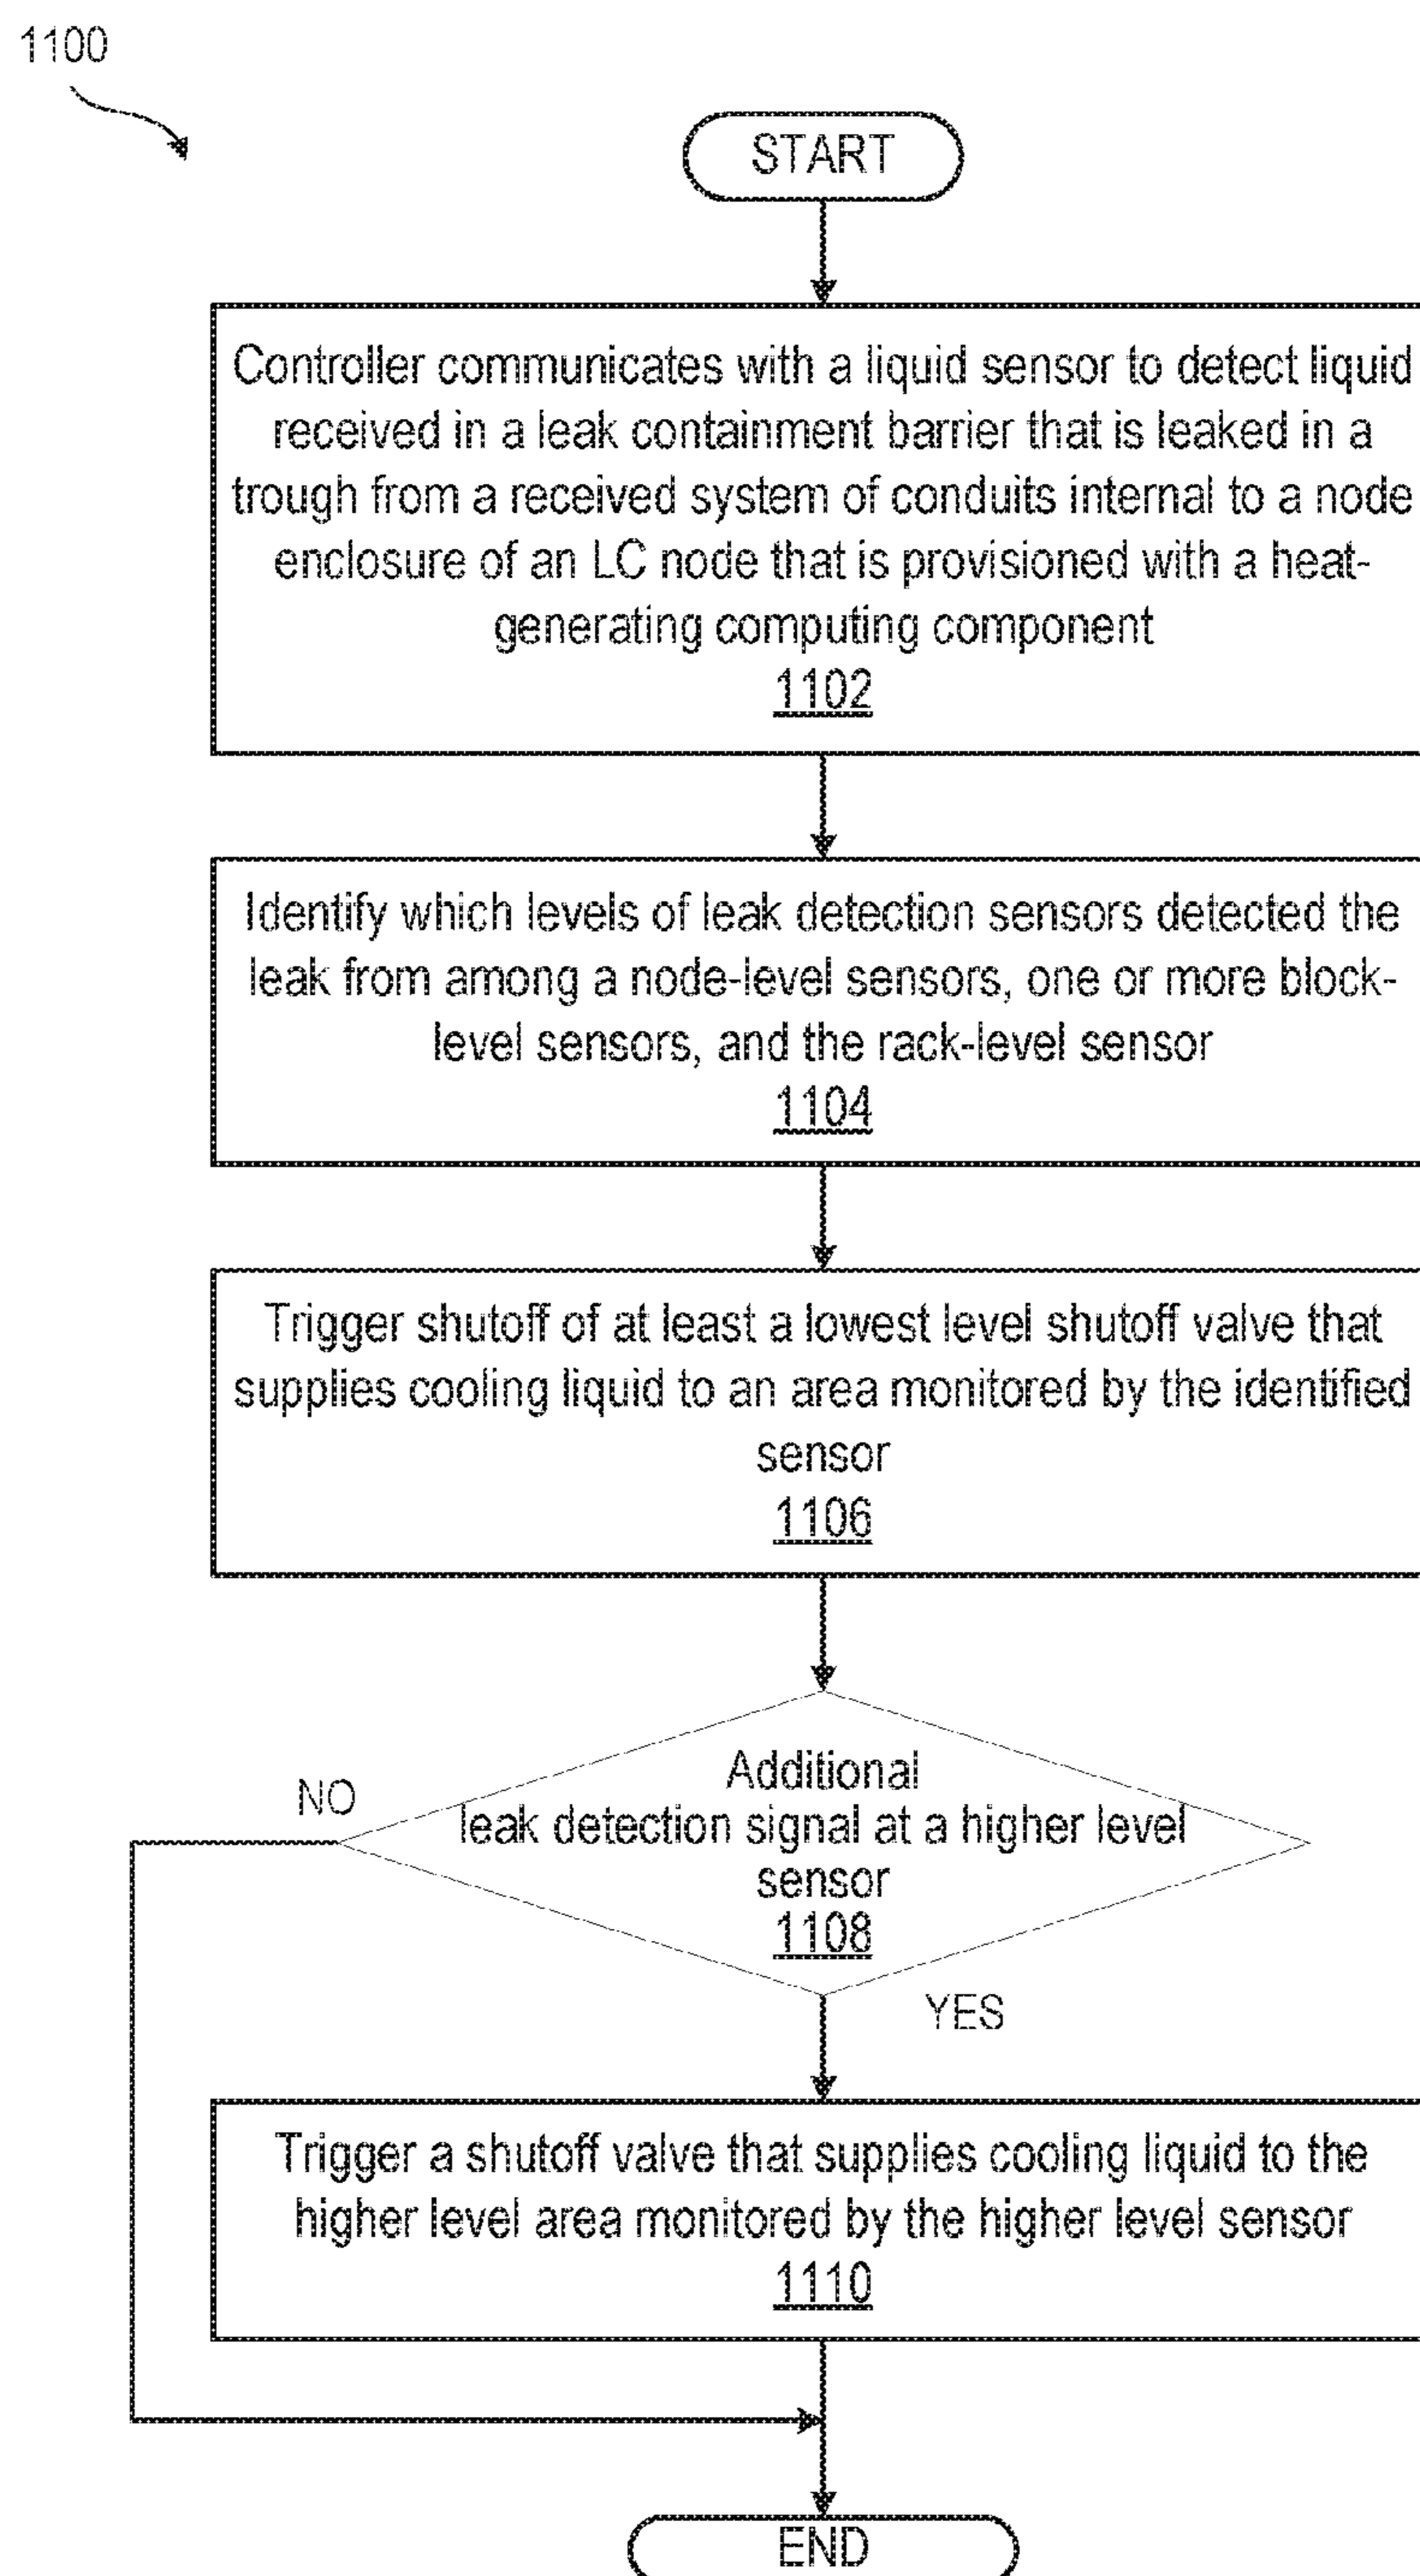 1100
START
Controller communicates with a liquid sensor to detect liquid
received in a leak containment barrier that is leaked in a
trough from a received system of conduits internal to a node
enclosure of an LC node that is provisioned with a heat-
generating computing component
1102
Identify which levels of leak detection sensors detected the
leak from among a node-level sensors, one or more block-
level sensors, and the rack-level sensor
1104
Trigger shutoff of at least a lowest level shutoff valve that
supplies cooling liquid to an area monitored by the identified
sensor
1106
Additional
leak detection signal at a higher level
sensor
1108
NO
YES
Trigger a shutoff valve that supplies cooling liquid to the
higher level area monitored by the higher level sensor
1110
END